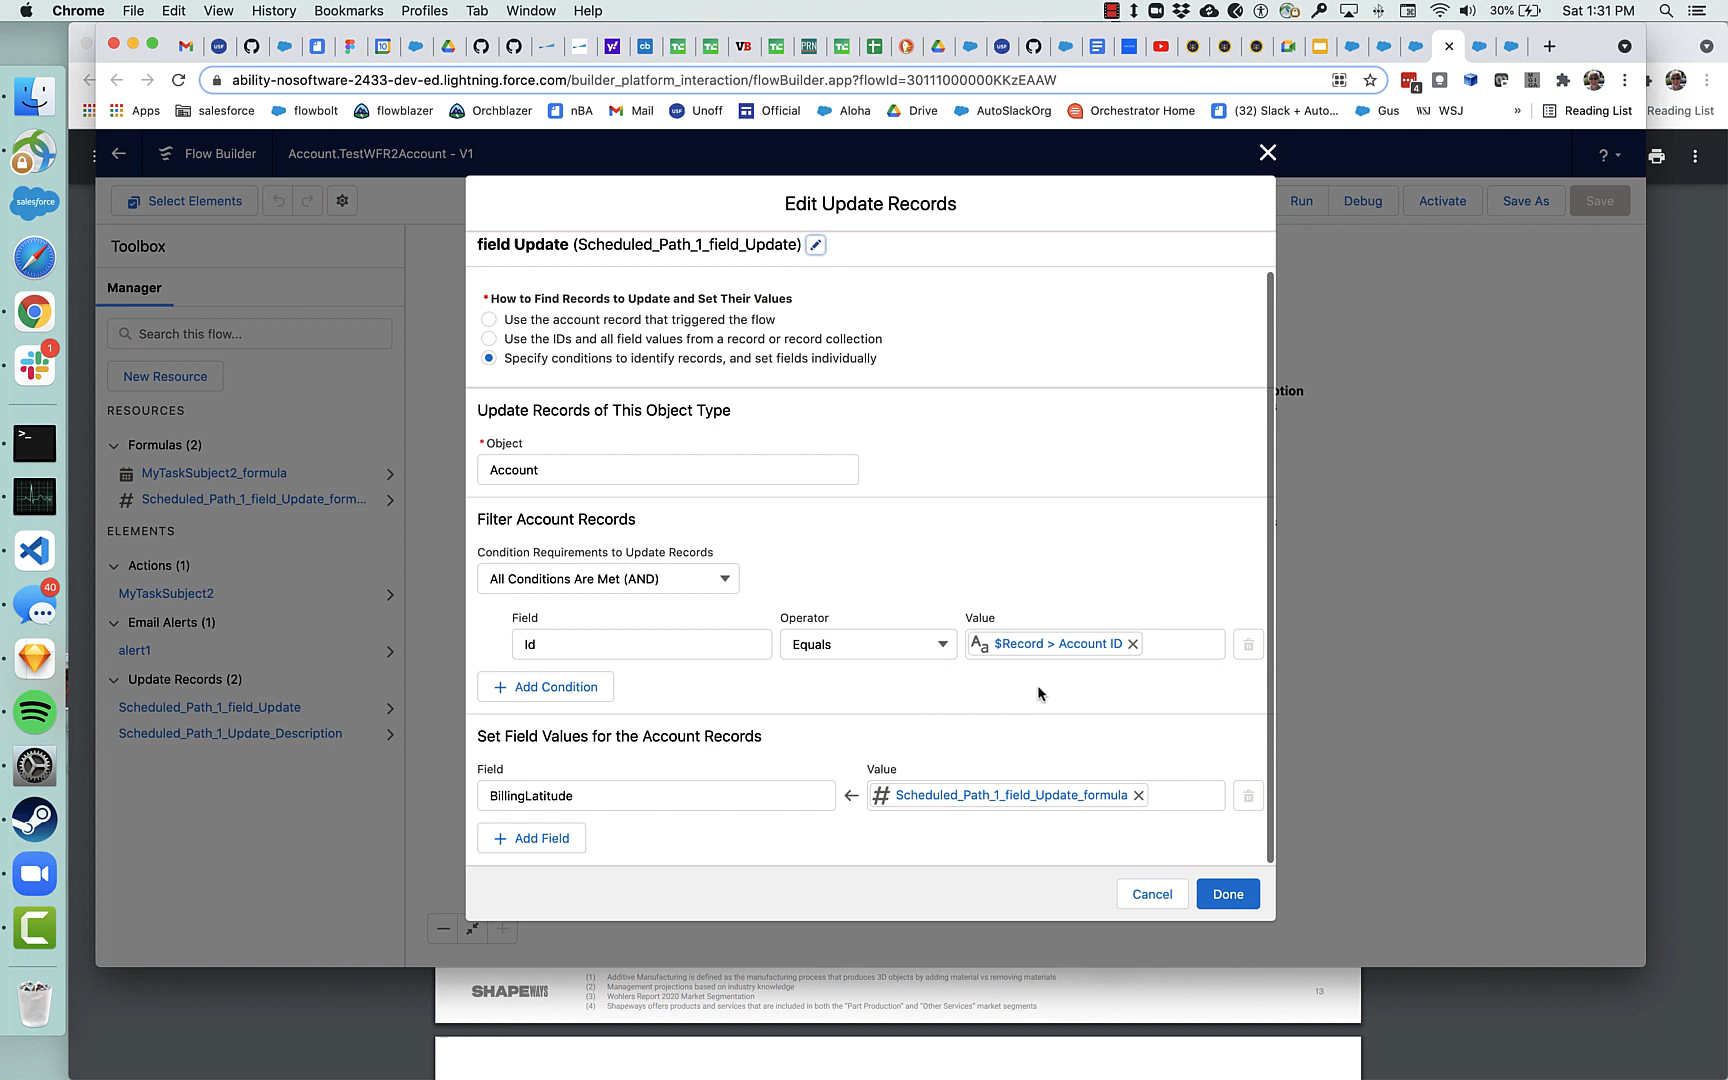 Chrome File Edit View History Bookmarks Profiles Tab Window Help 30% Sat 1:31 PM
ability-nosoftware-2433-dev-ed.lightning.force.com/builder_platform_interaction/flowBuilder.app?flowId=30111000000KKzEAAW
Apps salesforce flowbolt flowblazer Orchblazer nBA Mail Unoff Official Aloha Drive AutoSlackOrg Orchestrator Home (32) Slack + Auto... Gus WSJ WSJ » Reading List Reading List
Flow Builder Account.TestWFR2Account - V1 ?
Select Elements Run Debug Activate Save As Save
Edit Update Records
field Update (Scheduled_Path_1_field_Update)
Toolbox
Manager
Search this flow...
New Resource
RESOURCES
Formulas (2)
MyTaskSubject2_formula
Scheduled_Path_1_field_Update_form...
ELEMENTS
Actions (1)
MyTaskSubject2
Email Alerts (1)
alert1
Update Records (2)
Scheduled_Path_1_field_Update
Scheduled_Path_1_Update_Description
* How to Find Records to Update and Set Their Values
Use the account record that triggered the flow
Use the IDs and all field values from a record or record collection
Specify conditions to identify records, and set fields individually
Update Records of This Object Type
* Object
Account
Filter Account Records
Condition Requirements to Update Records
All Conditions Are Met (AND)
Field Operator Value
Id Equals Aa $Record > Account ID
+ Add Condition
Set Field Values for the Account Records
Field Value
BillingLatitude # Scheduled_Path_1_field_Update_formula
+ Add Field
Cancel Done
ption
salesforce
1
40
4
SHAPEWAYS
(1) Additive Manufacturing is defined as the manufacturing process that produces 3D objects by adding material vs removing materials
(2) Management projections based on industry knowledge
(3) Wohlers Report 2020 Market Segmentation
(4) Shapeways offers products and services that are included in both the "Part Production" and "Other Services" market segments
13